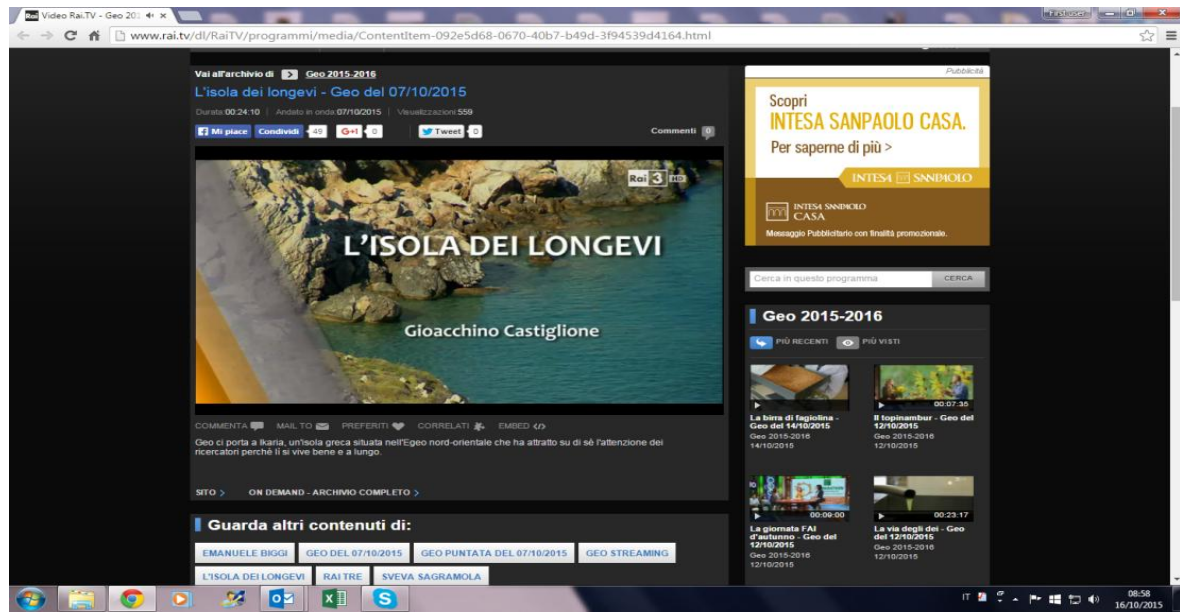 Video Rai.TV - Geo 201
First user
www.rai.tv/dl/RaiTV/programmi/media/ContentItem-092e5d68-0670-40b7-b49d-3f94539d4164.html
Vai all'archivio di Geo 2015-2016
L'isola dei longevi - Geo del 07/10/2015
Durata:00:24:10 | Andato in onda:07/10/2015 | Visualizzazioni:559
Mi piace Condividi 49 G+1 0 Tweet 0 Commenti 0
Rai 3 HD
L'ISOLA DEI LONGEVI
Gioacchino Castiglione
COMMENTA MAIL TO PREFERITI CORRELATI EMBED
Geo ci porta a Ikaria, un'isola greca situata nell'Egeo nord-orientale che ha attratto su di sè l'attenzione dei
ricercatori perchè lì si vive bene e a lungo.
SITO > ON DEMAND - ARCHIVIO COMPLETO >
Guarda altri contenuti di:
EMANUELE BIGGI GEO DEL 07/10/2015 GEO PUNTATA DEL 07/10/2015 GEO STREAMING
L'ISOLA DEI LONGEVI RAI TRE SVEVA SAGRAMOLA
Pubblicità
Scopri
INTESA SANPAOLO CASA.
Per saperne di più >
INTESA SANPAOLO
INTESA SANPAOLO
CASA
Messaggio Pubblicitario con finalità promozionale.
Cerca in questo programma CERCA
Geo 2015-2016
PIÙ RECENTI PIÙ VISTI
La birra di fagiolina -
Geo del 14/10/2015
Geo 2015-2016
14/10/2015
00:07:35
Il topinambur - Geo del
12/10/2015
Geo 2015-2016
12/10/2015
00:09:00
La giornata FAI
d'autunno - Geo del
12/10/2015
Geo 2015-2016
12/10/2015
00:23:17
La via degli dei - Geo
del 12/10/2015
Geo 2015-2016
12/10/2015
IT
08:58
16/10/2015